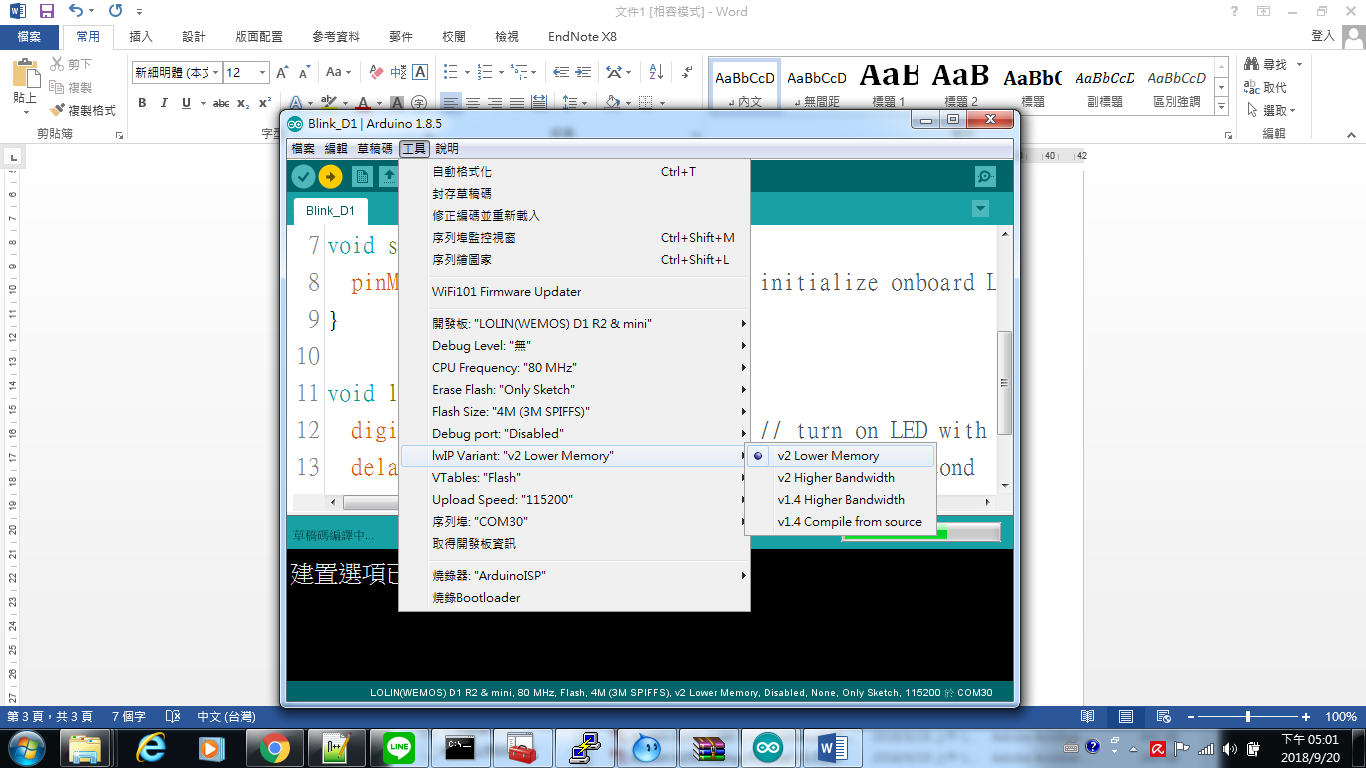 文件1 [相容模式] - Word
檔案 常用 插入 設計 版面配置 參考資料 郵件 校閱 檢視 EndNote X8 登入
貼上
剪下
複製
複製格式
剪貼簿
新細明體 (本文 12
AaBbCcD AaBbCcD AaBb AaBb AaBbC AaBbCcD AaBbCcD
內文 無間距 標題 1 標題 2 標題 副標題 區別強調
尋找
取代
選取
編輯
Blink_D1 | Arduino 1.8.5
檔案 編輯 草稿碼 工具 說明
Blink_D1
自動格式化 Ctrl+T
封存草稿碼
修正編碼並重新載入
序列埠監控視窗 Ctrl+Shift+M
序列繪圖家 Ctrl+Shift+L
WiFi101 Firmware Updater
開發板: "LOLIN(WEMOS) D1 R2 & mini"
Debug Level: "無"
CPU Frequency: "80 MHz"
Erase Flash: "Only Sketch"
Flash Size: "4M (3M SPIFFS)"
Debug port: "Disabled"
lwIP Variant: "v2 Lower Memory"
VTables: "Flash"
Upload Speed: "115200"
序列埠: "COM30"
取得開發板資訊
燒錄器: "ArduinoISP"
燒錄Bootloader
v2 Lower Memory
v2 Higher Bandwidth
v1.4 Higher Bandwidth
v1.4 Compile from source
7 void s
8 pinM initialize onboard L
9 }
10
11 void l
12 digi // turn on LED with
13 dela ond
草稿碼編譯中...
建置選項已
LOLIN(WEMOS) D1 R2 & mini, 80 MHz, Flash, 4M (3M SPIFFS), v2 Lower Memory, Disabled, None, Only Sketch, 115200 於 COM30
第 3 頁，共 3 頁 7 個字 中文 (台灣) 100%
下午 05:01
2018/9/20